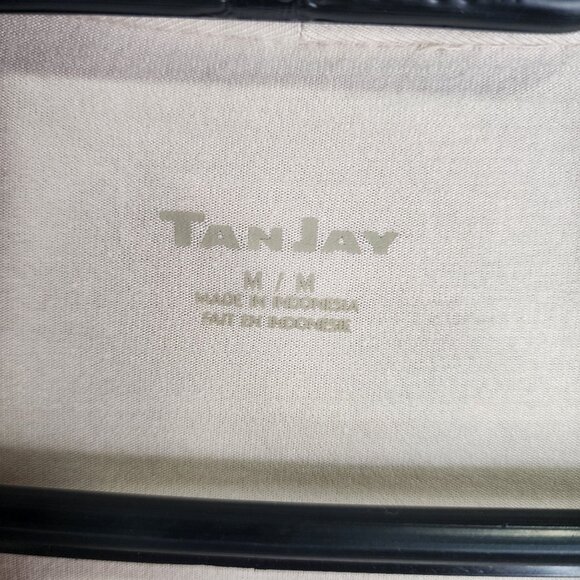 TANJAY
M / M
MADE IN INDONESIA
FAIT EN INDONESIE